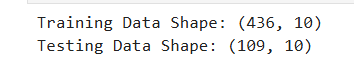 Training Data Shape: (436, 10)
Testing Data Shape: (109, 10)